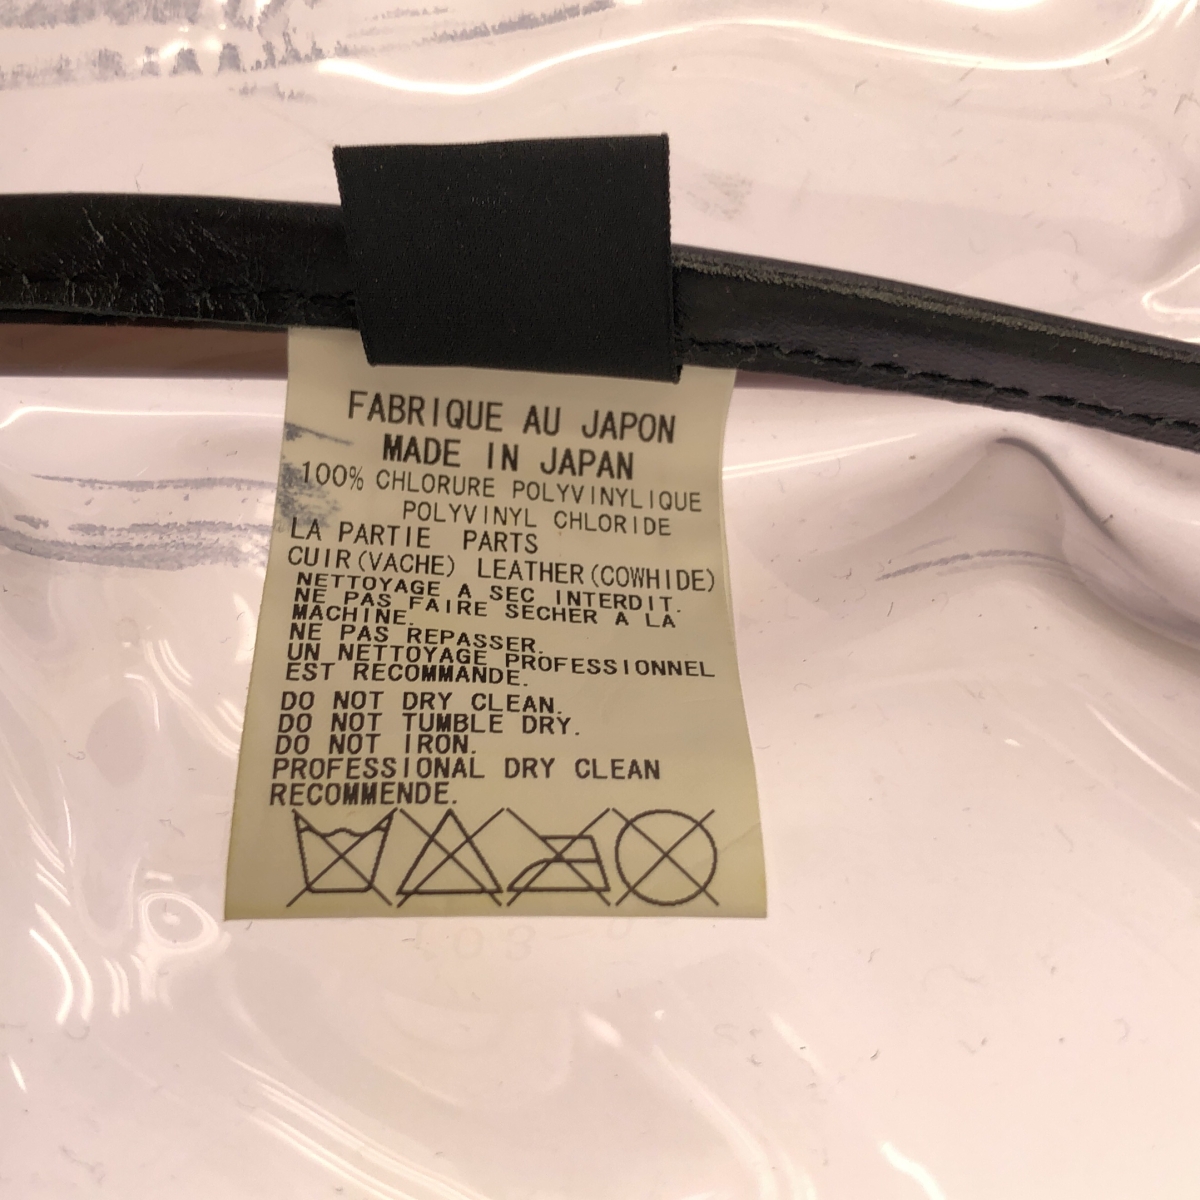 FABRIQUE AU JAPON
MADE IN JAPAN
100% CHLORURE POLYVINYLIQUE
POLYVINYL CHLORIDE
LA PARTIE PARTS
CUIR(VACHE) LEATHER(COWHIDE)
NETTOYAGE A SEC INTERDIT.
NE PAS FAIRE SECHER A LA
MACHINE.
NE PAS REPASSER.
UN NETTOYAGE PROFESSIONNEL
EST RECOMMANDE.
DO NOT DRY CLEAN.
DO NOT TUMBLE DRY.
DO NOT IRON.
PROFESSIONAL DRY CLEAN
RECOMMENDE.